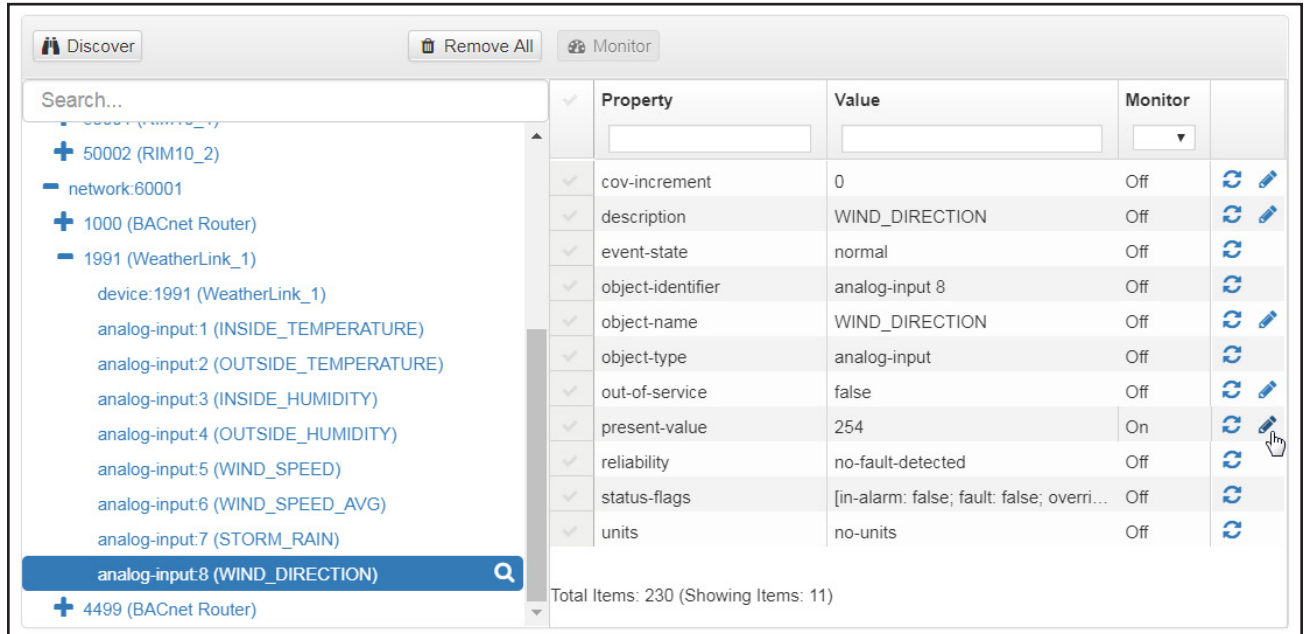 Discover
Remove All
Monitor
Search...
50002 (RIM10_2)
network:60001
1000 (BACnet Router)
1991 (WeatherLink_1)
device:1991 (WeatherLink_1)
analog-input:1 (INSIDE_TEMPERATURE)
analog-input:2 (OUTSIDE_TEMPERATURE)
analog-input:3 (INSIDE_HUMIDITY)
analog-input:4 (OUTSIDE_HUMIDITY)
analog-input:5 (WIND_SPEED)
analog-input:6 (WIND_SPEED_AVG)
analog-input:7 (STORM_RAIN)
analog-input:8 (WIND_DIRECTION)
4499 (BACnet Router)
Property Value Monitor
cov-increment 0 Off
description WIND_DIRECTION Off
event-state normal Off
object-identifier analog-input 8 Off
object-name WIND_DIRECTION Off
object-type analog-input Off
out-of-service false Off
present-value 254 On
reliability no-fault-detected Off
status-flags [in-alarm: false; fault: false; overri... Off
units no-units Off
Total Items: 230 (Showing Items: 11)